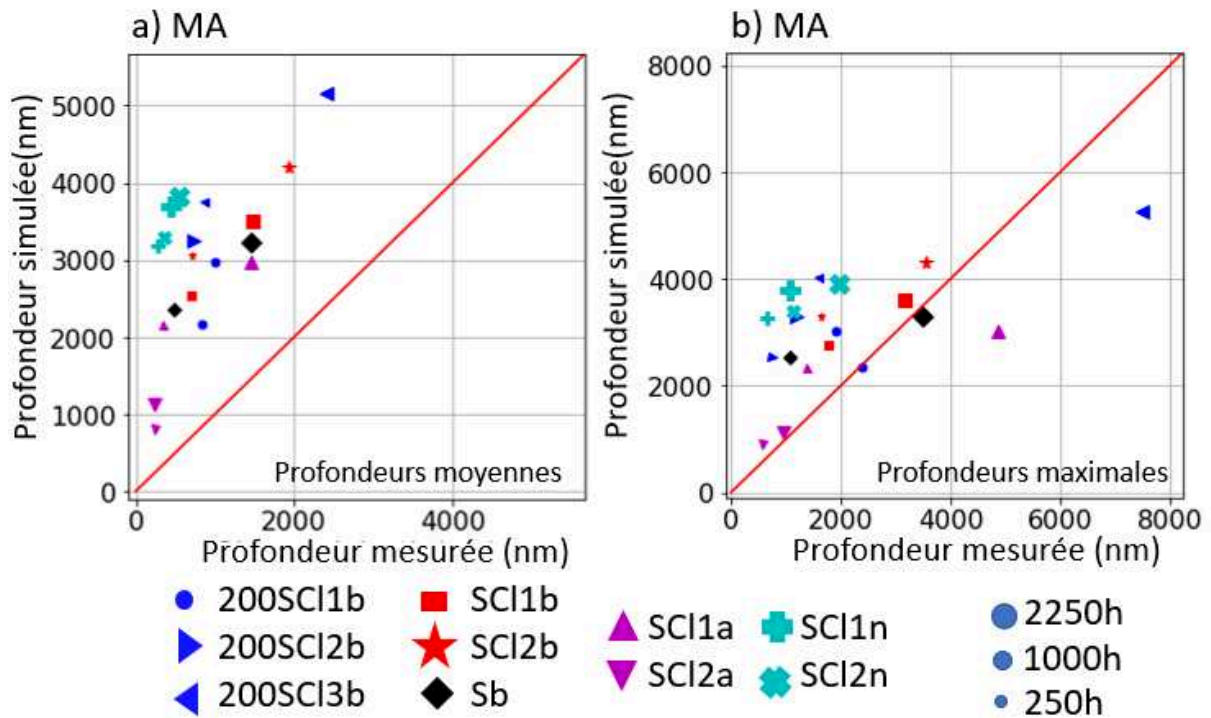 a) MA
b) MA
Profondeur simulée(nm)
5000
4000
3000
2000
1000
0
0
2000
4000
Profondeurs moyennes
Profondeur mesurée (nm)
Profondeur simulée(nm)
8000
6000
4000
2000
0
0
2000
4000
6000
8000
Profondeurs maximales
Profondeur mesurée (nm)
200SCl1b
200SCl2b
200SCl3b
SCl1b
SCl2b
Sb
SCl1a
SCl2a
SCl1n
SCl2n
2250h
1000h
250h